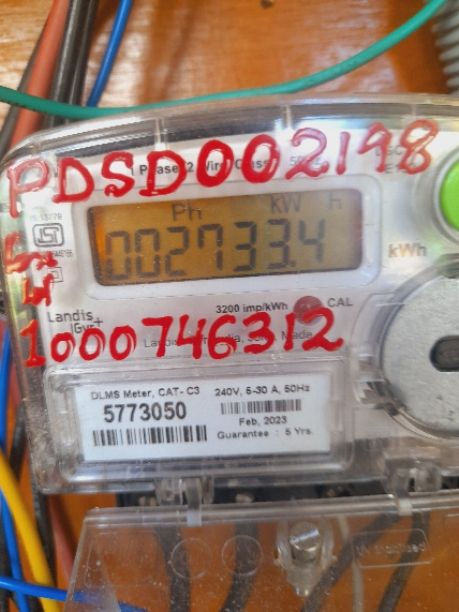 PDSD002198
1 Phase 2 Wire
Ph kW h
002733.4
kWh
Landis
Gyr+
3200 imp/kWh CAL
1000746312
DLMS Meter, CAT- C3 240V, 5-30 A, 50Hz
5773050
Feb, 2023
Guarantee : 5 Yrs.